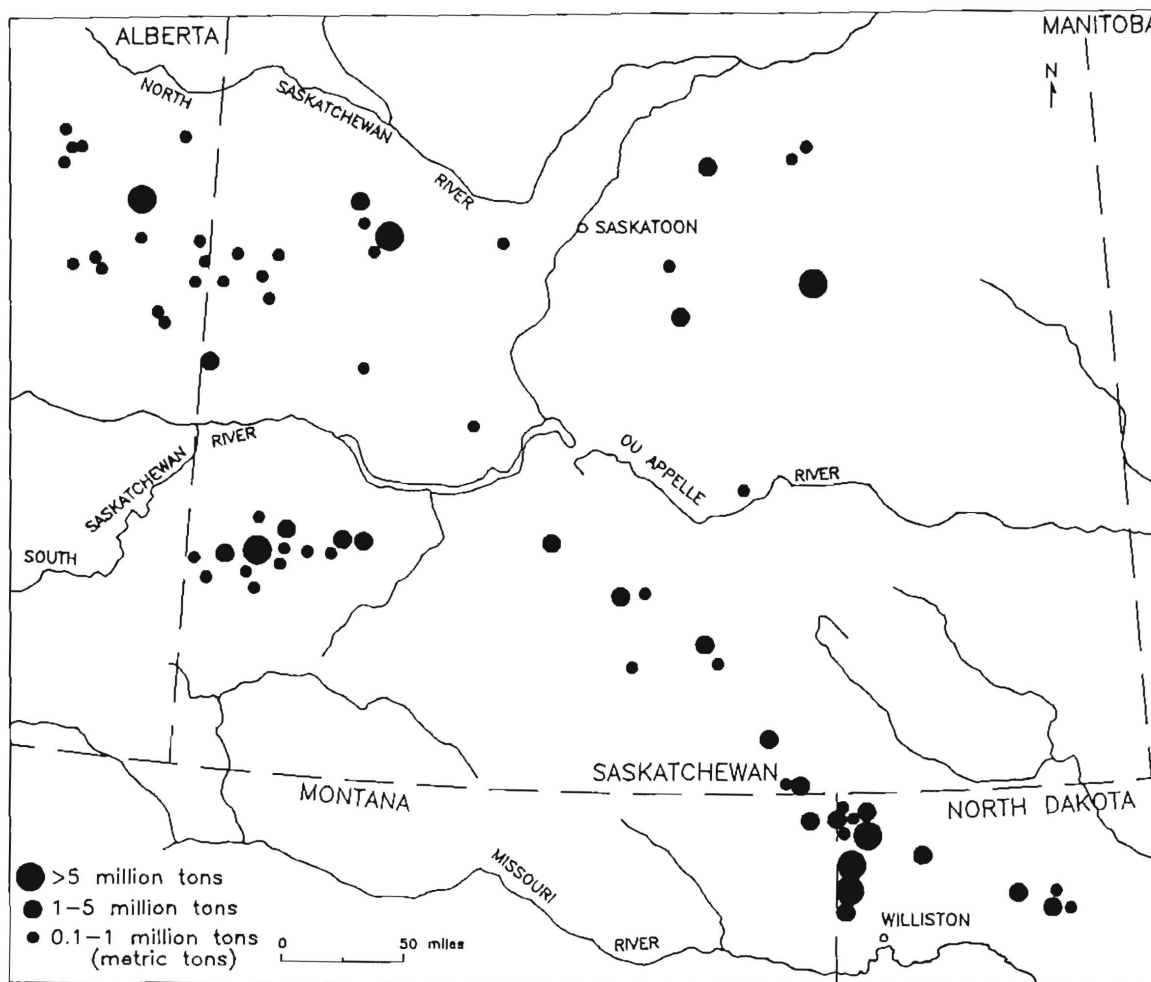 ALBERTA
MANITOBA
N
NORTH
SASKATCHEWAN
RIVER
SASKATOON
RIVER
SASKATCHEWAN
SOUTH
OU APPELLE
RIVER
SASKATCHEWAN
MONTANA
NORTH DAKOTA
MISSOURI
RIVER
WILLISTON
>5 million tons
1–5 million tons
0.1–1 million tons
(metric tons)
0 50 miles